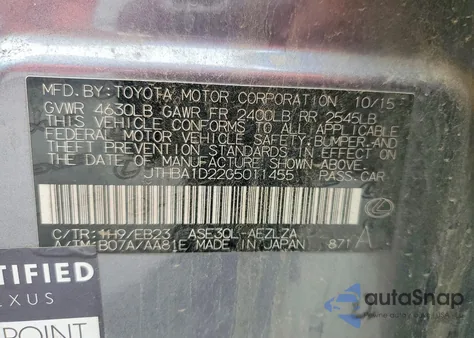 MFD.BY:TOYOTA MOTOR CORPORATION 10/15
GVWR 4630LB GAWR FR 2400LB RR 2545LB
THIS VEHICLE CONFORMS TO ALL APPLICABLE
FEDERAL MOTOR VEHICLE SAFETY, BUMPER, AND
THEFT PREVENTION STANDARDS IN EFFECT ON
THE DATE OF MANUFACTURE SHOWN ABOVE.
JTHBA1D22G5011455 PASS.CAR
C/TR:1H9/EB23 ASE30L-AEZLZA
A/TM:B07A/AA81E MADE IN JAPAN 871 A
TIFIED
EXUS
POINT
autoSnap